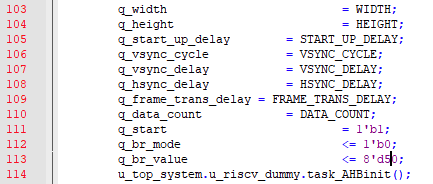 103 q_width = WIDTH;
104 q_height = HEIGHT;
105 q_start_up_delay = START_UP_DELAY;
106 q_vsync_cycle = VSYNC_CYCLE;
107 q_vsync_delay = VSYNC_DELAY;
108 q_hsync_delay = HSYNC_DELAY;
109 q_frame_trans_delay = FRAME_TRANS_DELAY;
110 q_data_count = DATA_COUNT;
111 q_start = 1'b1;
112 q_br_mode <= 1'b0;
113 q_br_value <= 8'd50;
114 u_top_system.u_riscv_dummy.task_AHBinit();